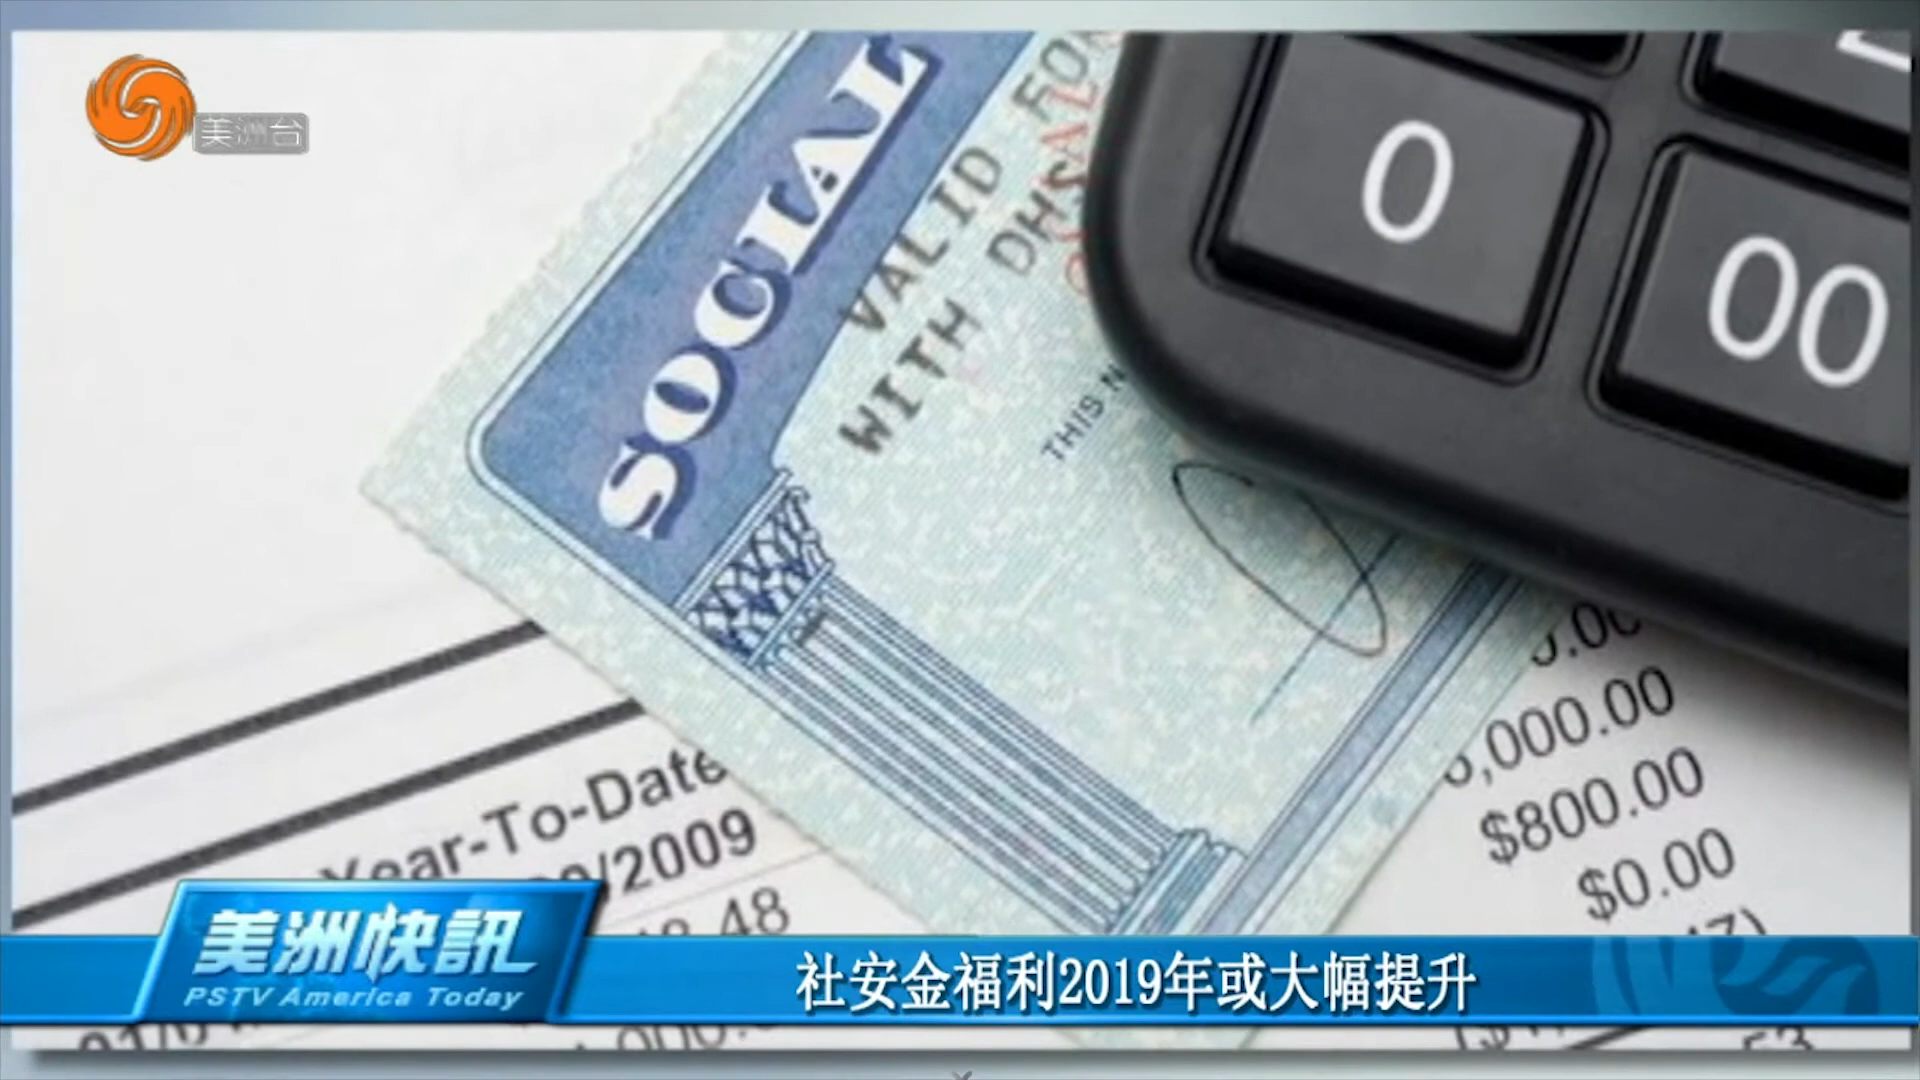 美洲台
SOCIAL
VALID FOR
WITH DHS
THIS
0
00
Year-To-Date
/2009
.48
,000.00
$800.00
$0.00
美洲快訊
PSTV America Today
社安金福利2019年或大幅提升